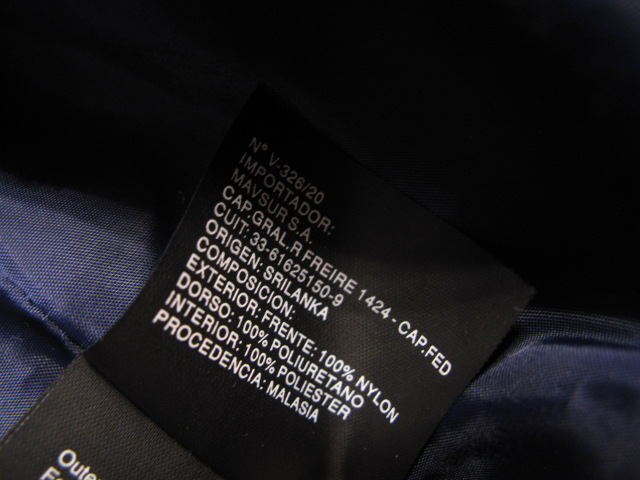 N° V-326/20
IMPORTADOR:
MAVSUR S.A.
CAP.GRAL.R FREIRE 1424 - CAP.FED
CUIT: 33-61625150-9
ORIGEN: SRILANKA
COMPOSICION:
EXTERIOR: FRENTE: 100% NYLON
DORSO: 100% POLIURETANO
INTERIOR: 100% POLIESTER
PROCEDENCIA: MALASIA
Oute